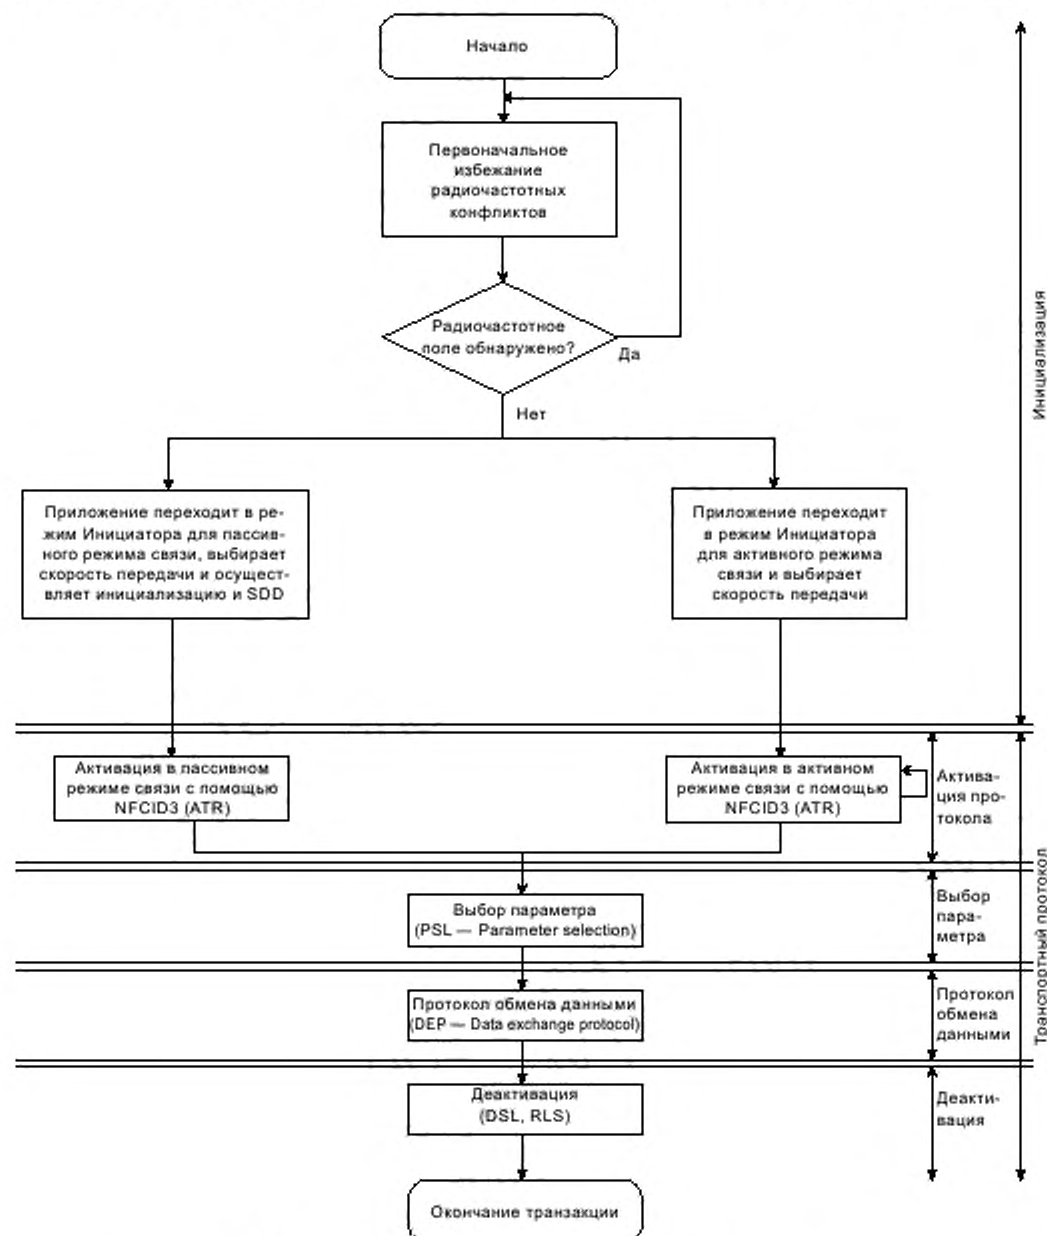 Начало
Первоначальное
избежание
радиочастотных
конфликтов
Радиочастотное
поле обнаружено?
Да
Нет
Инициализация
Приложение переходит в ре-
жим Инициатора для пассив-
ного режима связи, выбирает
скорость передачи и осущест-
вляет инициализацию и SDD
Приложение переходит
в режим Инициатора
для активного режима
связи и выбирает
скорость передачи
Активация в пассивном
режиме связи с помощью
NFCID3 (ATR)
Активация в активном
режиме связи с помощью
NFCID3 (ATR)
Актива-
ция про-
токола
Транспортный протокол
Выбор параметра
(PSL — Parameter selection)
Выбор
пара-
метра
Протокол обмена данными
(DEP — Data exchange protocol)
Протокол
обмена
данными
Деактивация
(DSL, RLS)
Деакти-
вация
Окончание транзакции